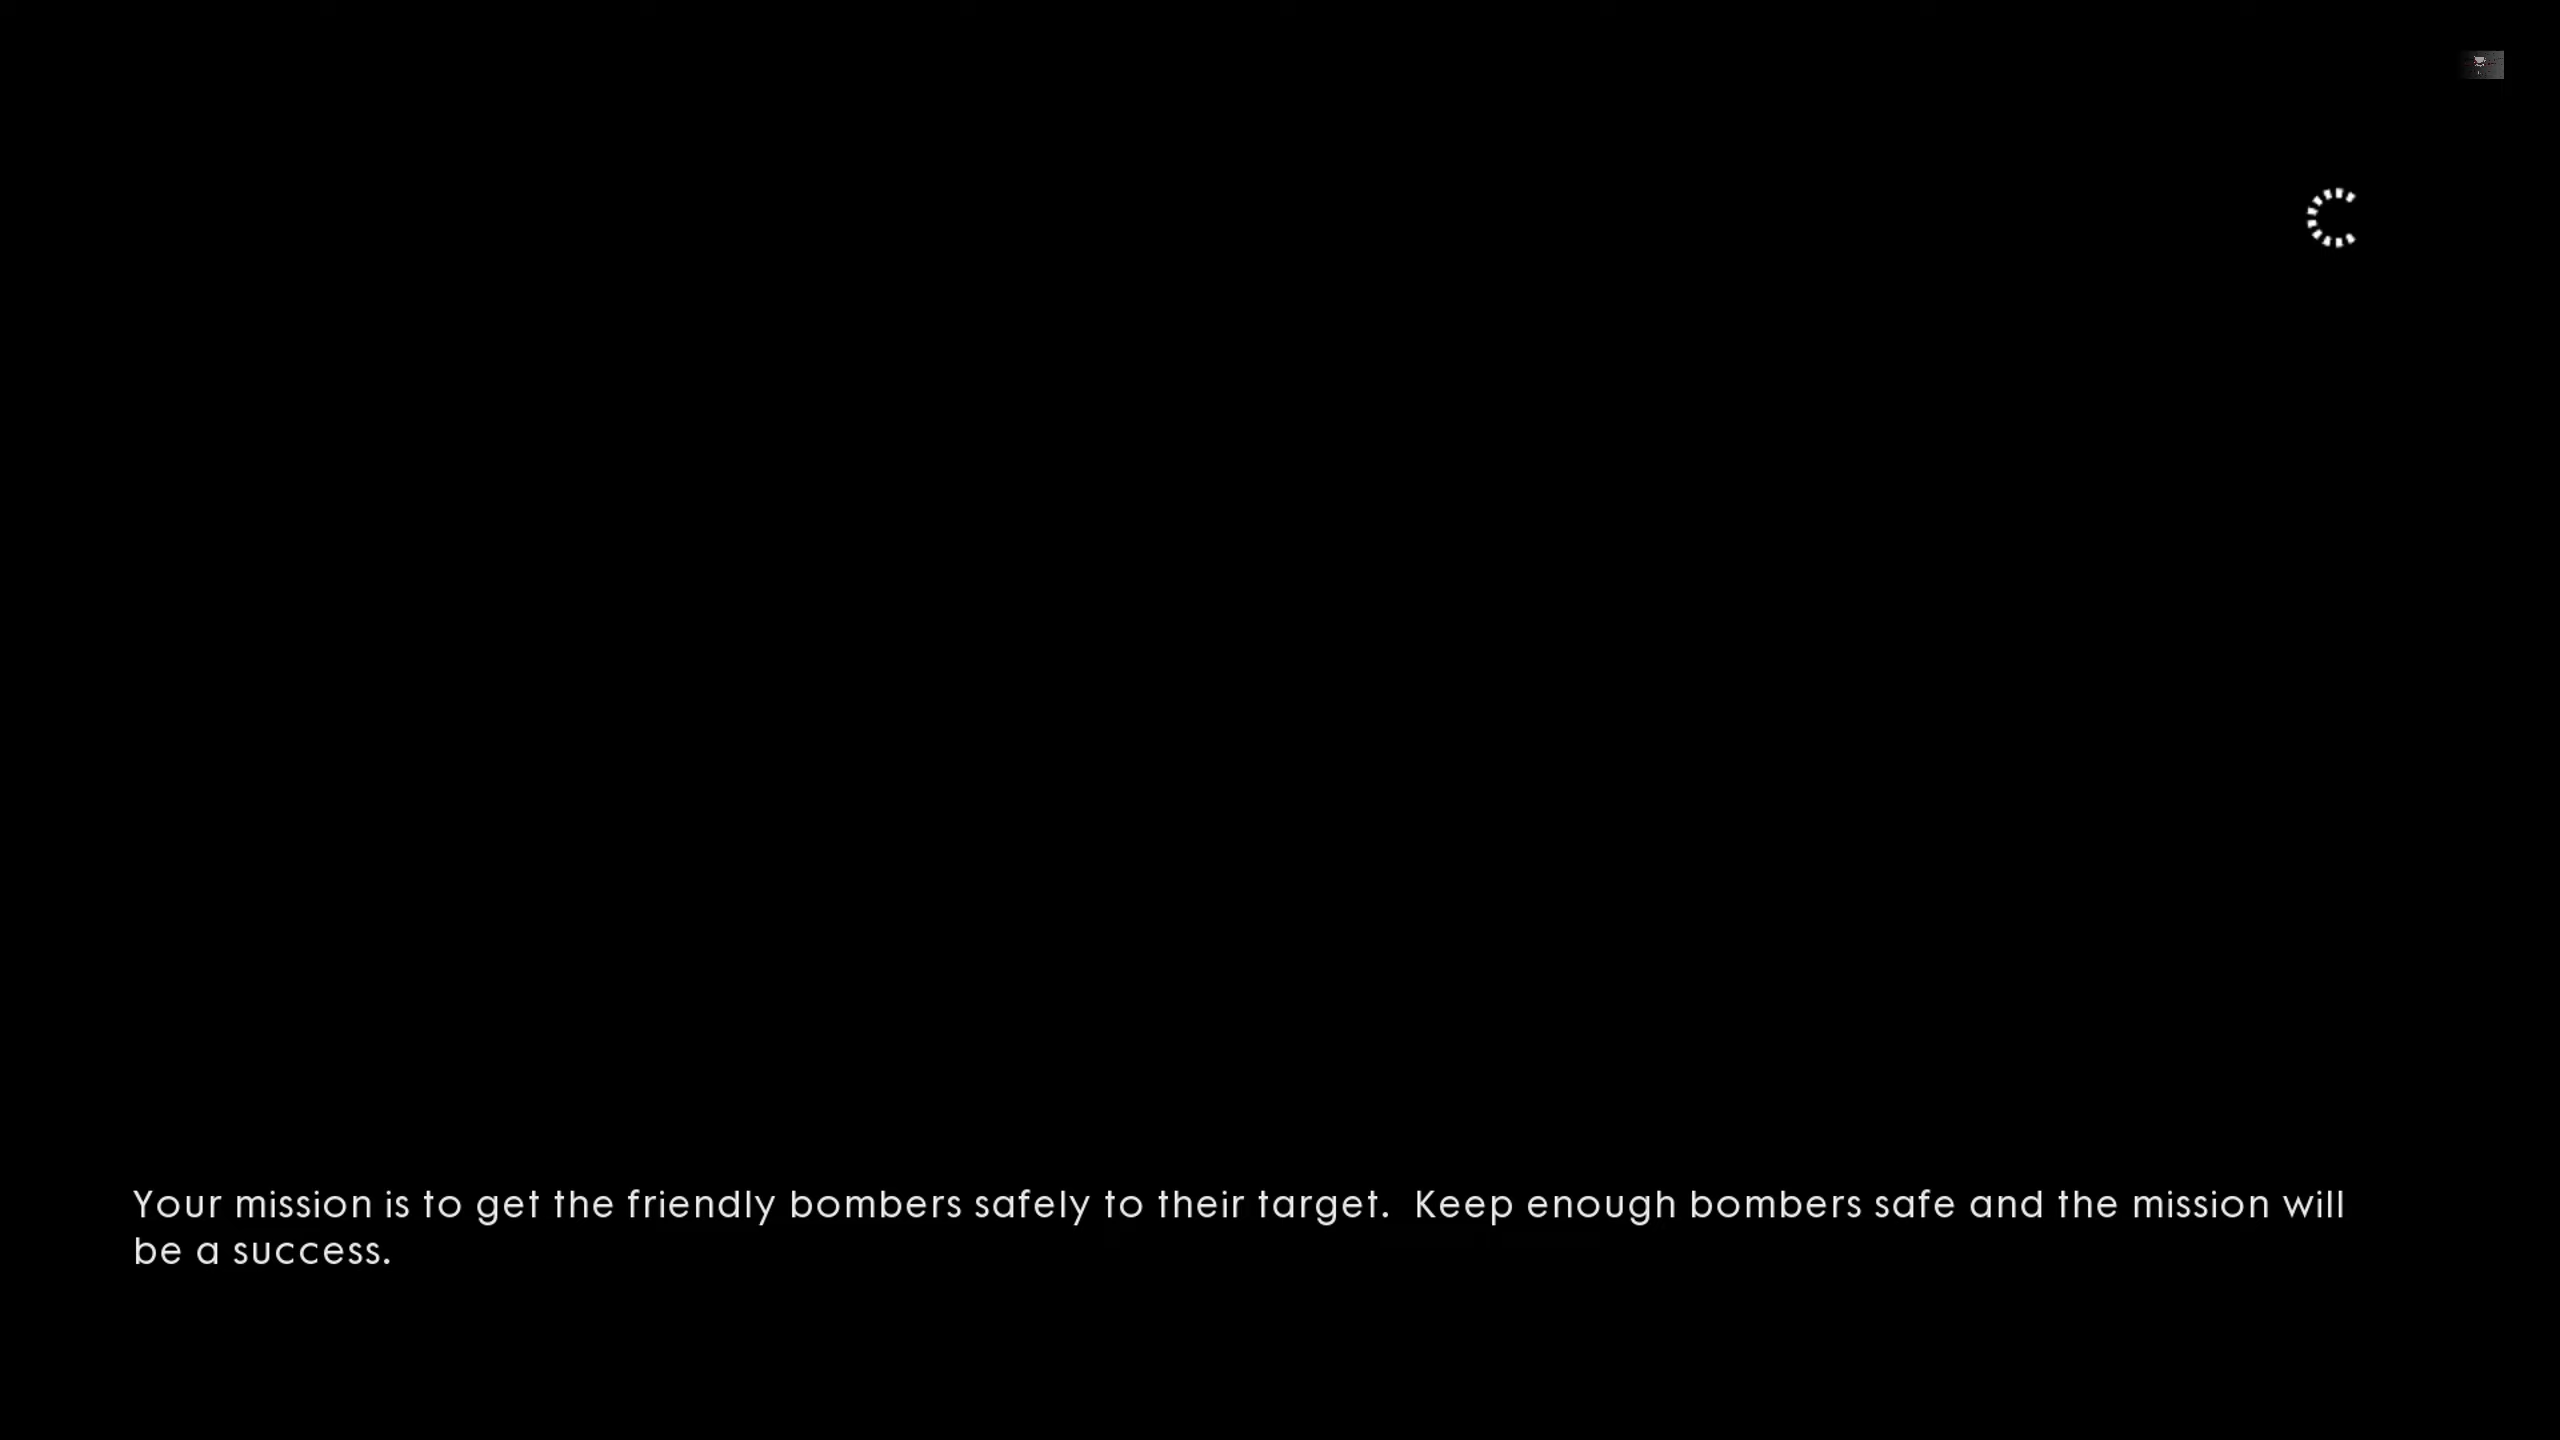 Your mission is to get the friendly bombers safely to their target.  Keep enough bombers safe and the mission will
be a success.